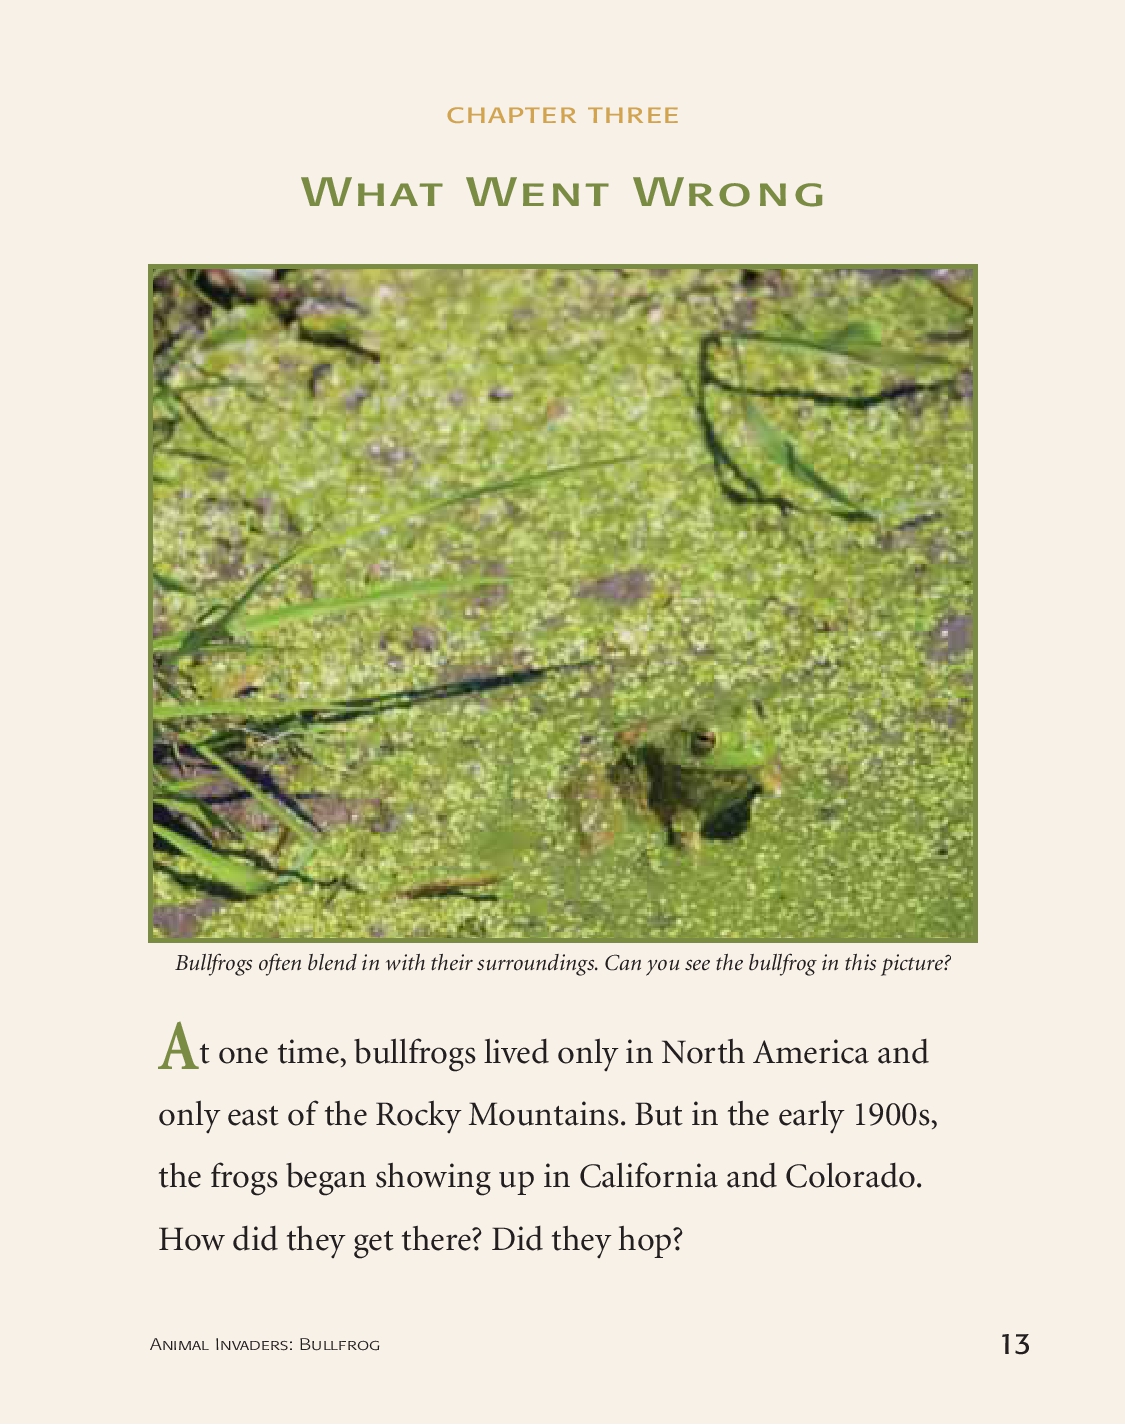 CHAPTER THREE
WHAT WENT WRONG
Bullfrogs often blend in with their surroundings. Can you see the bullfrog in this picture?
At one time, bullfrogs lived only in North America and
only east of the Rocky Mountains. But in the early 1900s,
the frogs began showing up in California and Colorado.
How did they get there? Did they hop?
ANIMAL INVADERS: BULLFROG
13